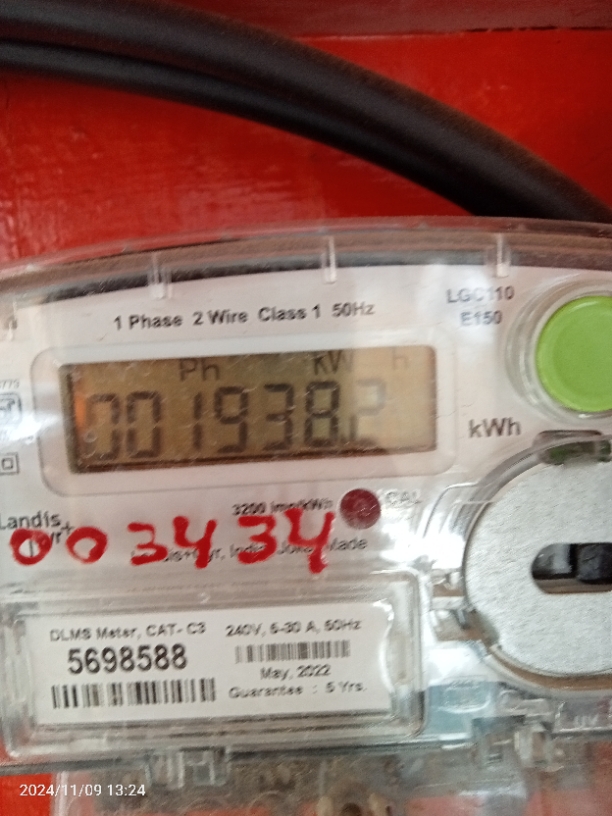 1 Phase 2 Wire Class 1 50Hz
LGC110
E150
Ph kW h
001938.2
kWh
3200 imp/kWh
CAL
Landis
003434
Made
DLMS Meter, CAT- C3
5698588
240V, 5-30 A, 50Hz
May, 2022
Guarantee : 5 Yrs.
2024/11/09 13:24